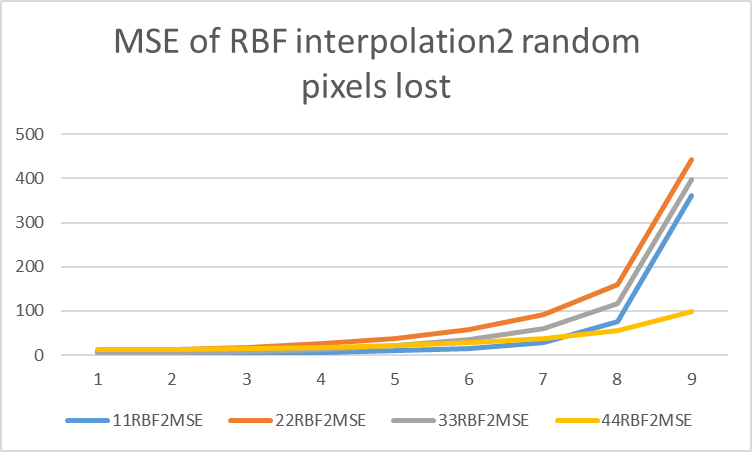 MSE of RBF interpolation2 random
pixels lost
500
400
300
200
100
0
1 2 3 4 5 6 7 8 9
11RBF2MSE 22RBF2MSE 33RBF2MSE 44RBF2MSE